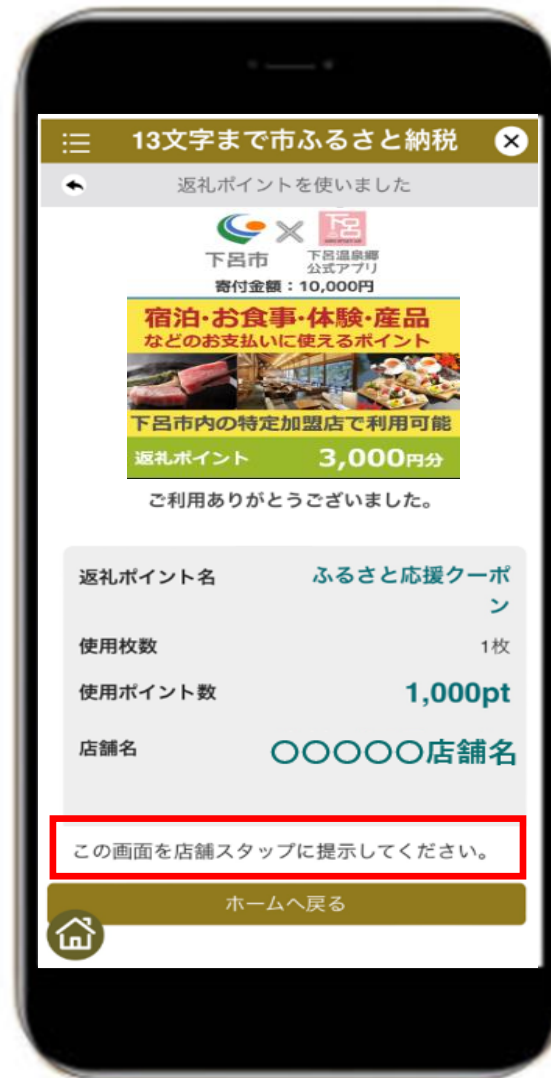 13文字まで市ふるさと納税
返礼ポイントを使いました
下呂
下呂市
下呂温泉郷
公式アプリ
寄付金額：10,000円
宿泊・お食事・体験・産品
などのお支払いに使えるポイント
下呂市内の特定加盟店で利用可能
返礼ポイント 3,000円分
ご利用ありがとうございました。
返礼ポイント名 ふるさと応援クーポ
ン
使用枚数 1枚
使用ポイント数 1,000pt
店舗名 〇〇〇〇〇店舗名
この画面を店舗スタップに提示してください。
ホームへ戻る